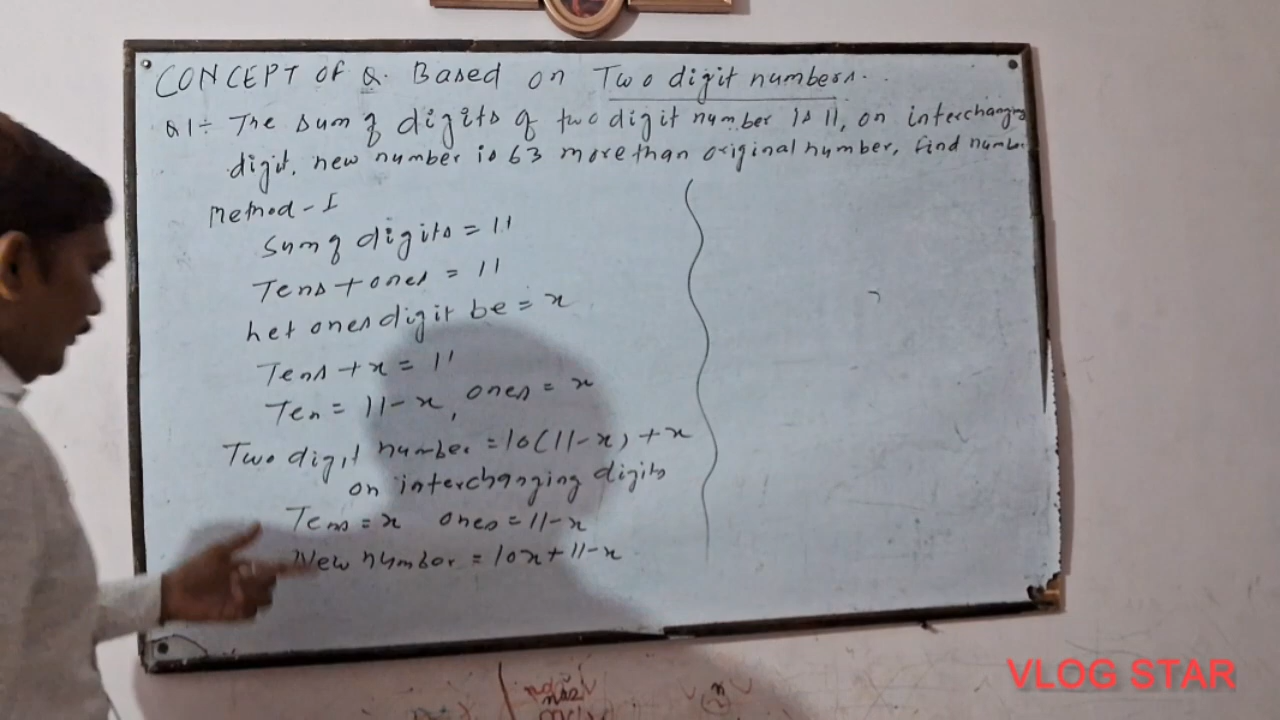 CONCEPT OF Q. Based on Two digit numbers.
Q1÷ The sum of digits of two digit number is 11, on interchanging
digit, new number is 63 more than original number, find number
Method - I
Sum of digits = 11
Tens + ones = 11
Let ones digit be = x
Tens + x = 11
Ten = 11-x, ones = x
Two digit number = 10(11-x) + x
on interchanging digits
Tens = x ones = 11-x
New number = 10x + 11-x
VLOG STAR